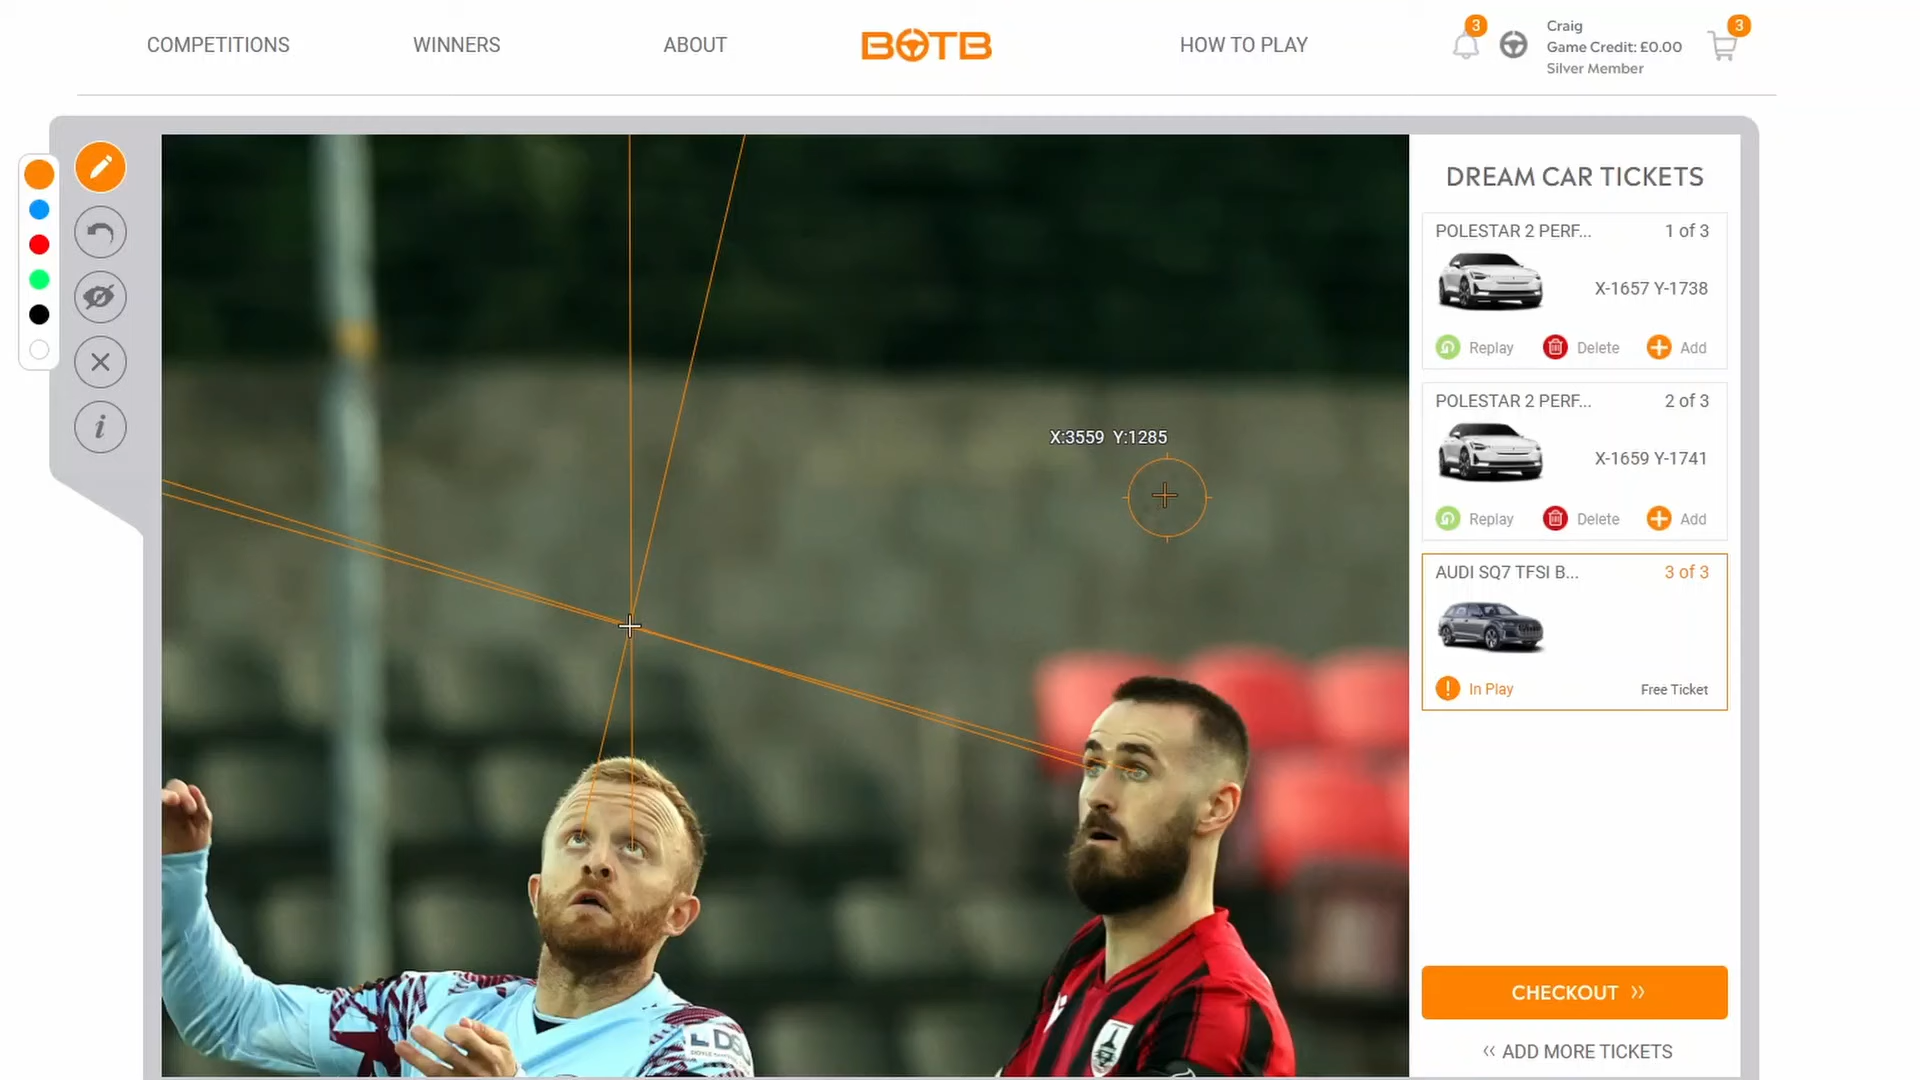 COMPETITIONS
WINNERS
ABOUT
BOTB
HOW TO PLAY
3
Craig
Game Credit: £0.00
Silver Member
3
X:3559 Y:1285
DREAM CAR TICKETS
POLESTAR 2 PERF... 1 of 3
X-1657 Y-1738
Replay Delete Add
POLESTAR 2 PERF... 2 of 3
X-1659 Y-1741
Replay Delete Add
AUDI SQ7 TFSI B... 3 of 3
! In Play Free Ticket
CHECKOUT »
« ADD MORE TICKETS
i